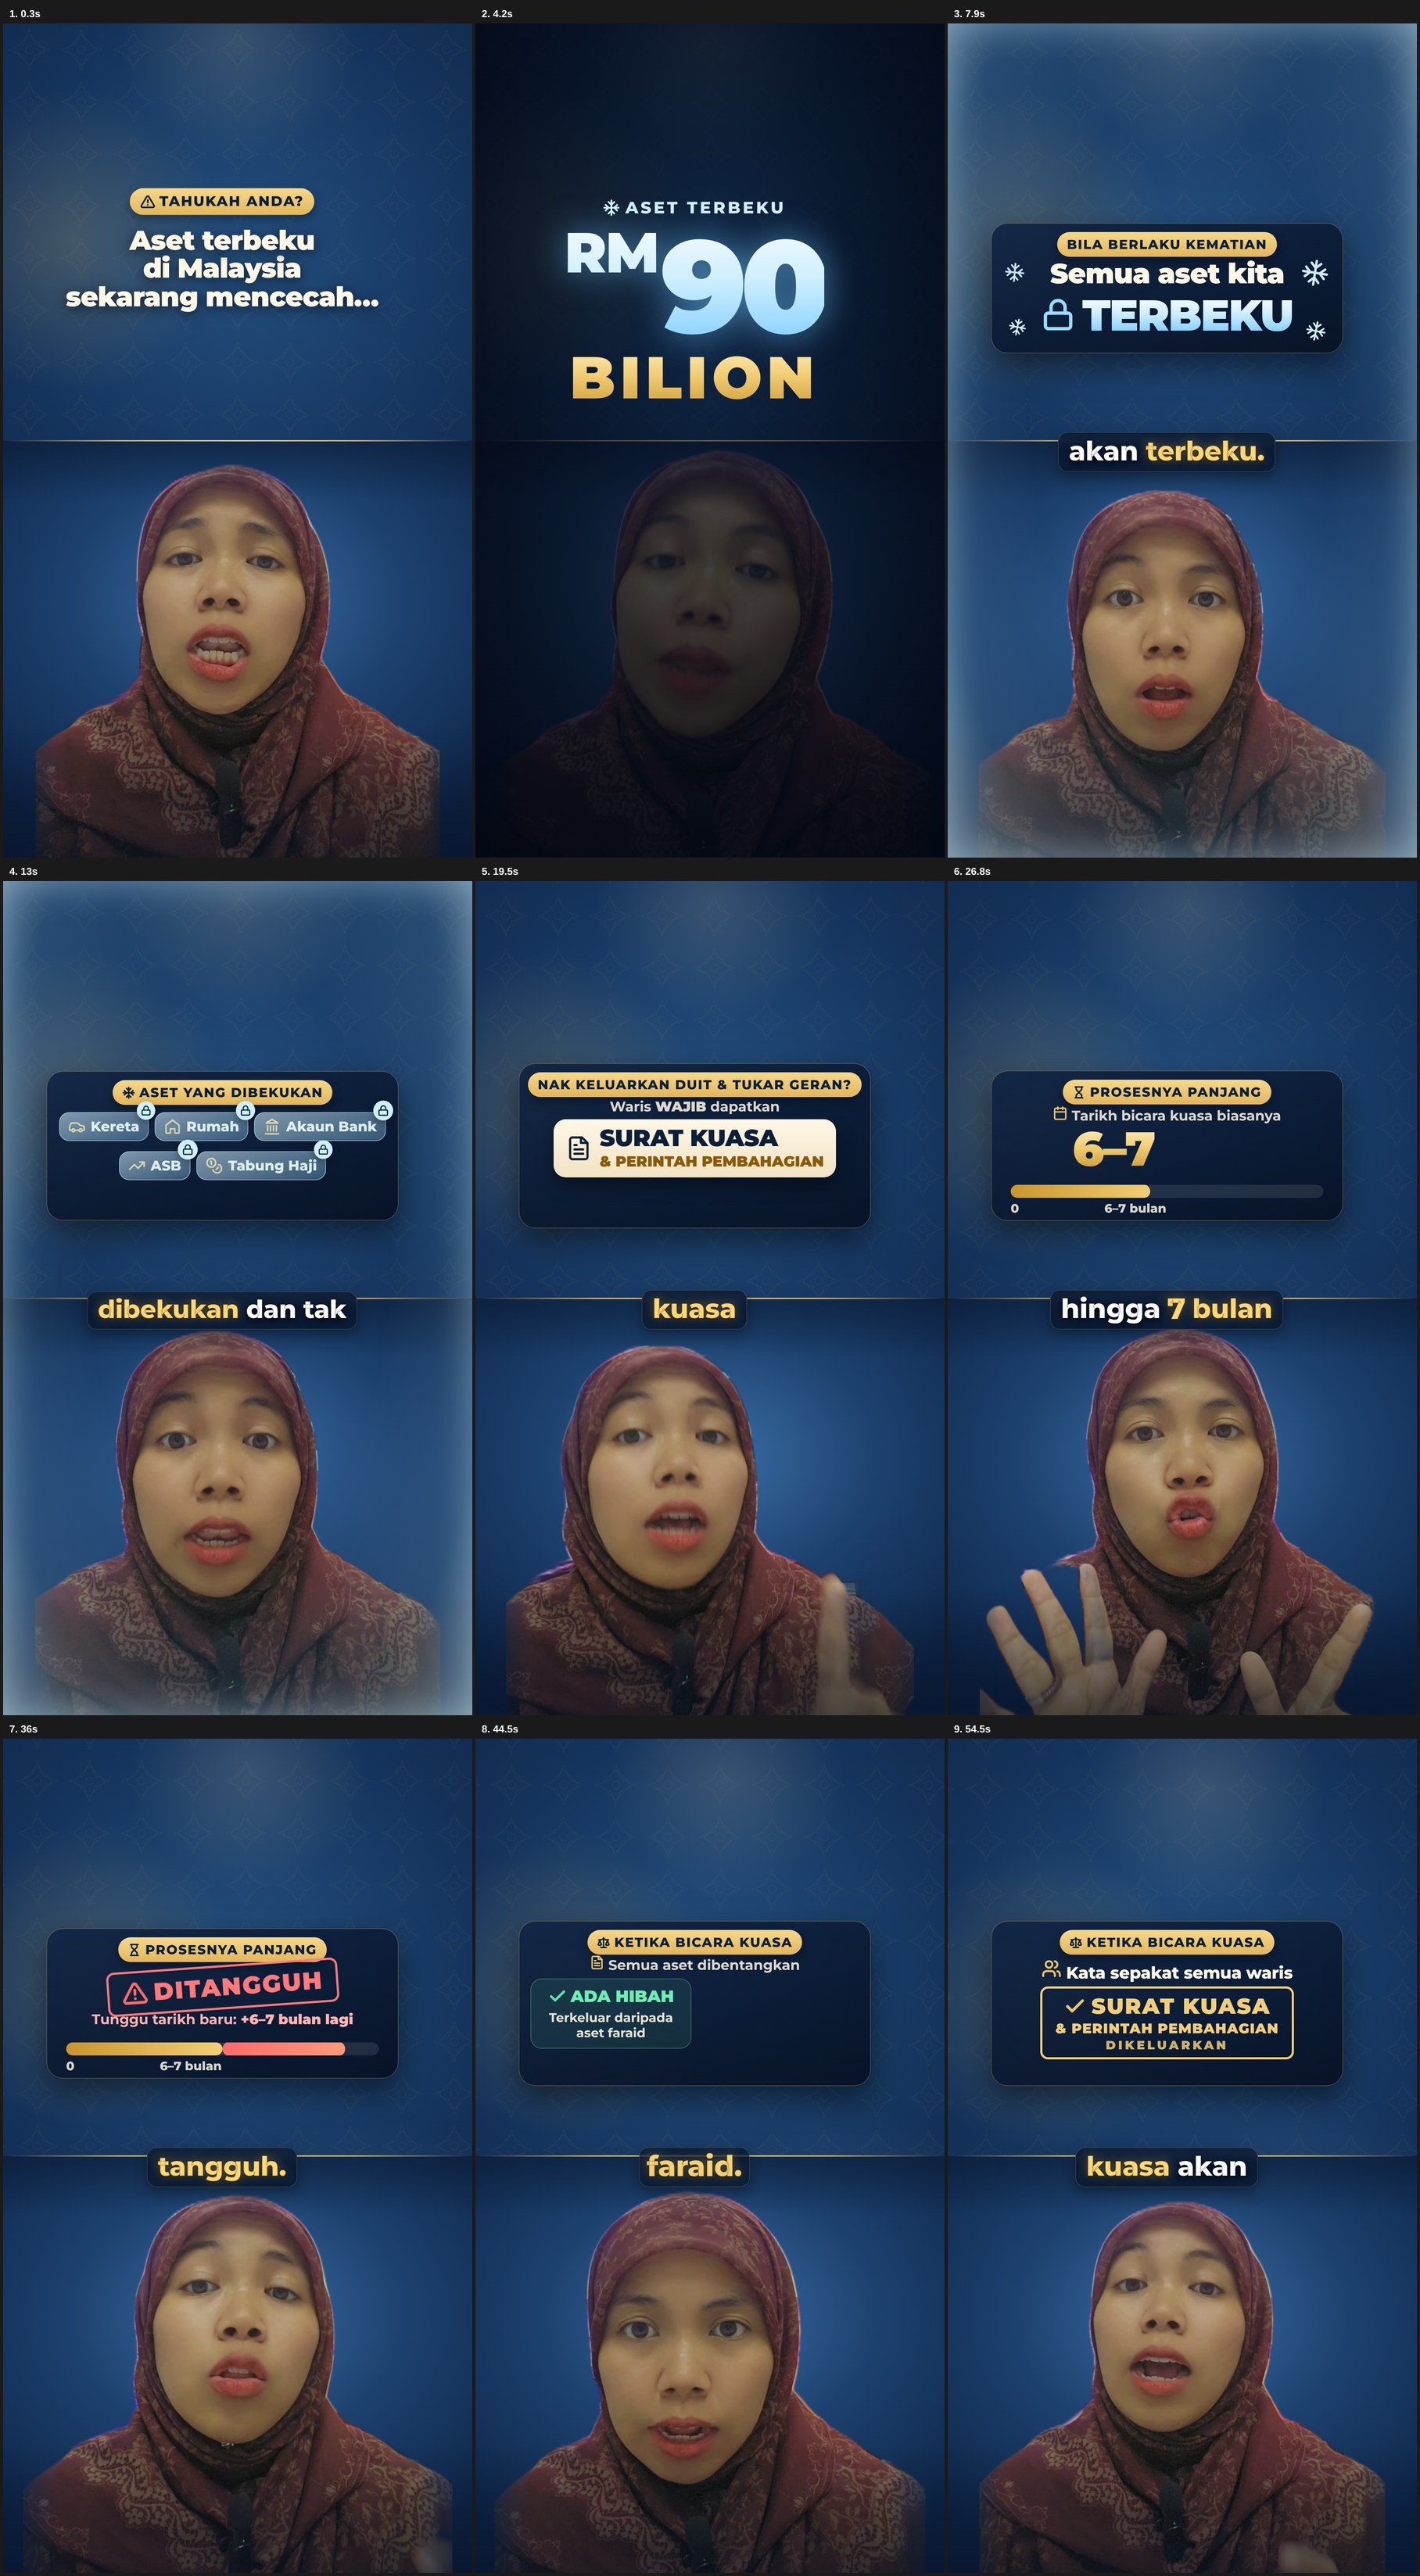 1. 0.3s
TAHUKAH ANDA?
Aset terbeku
di Malaysia
sekarang mencecah...
2. 4.2s
ASET TERBEKU
RM90
BILION
3. 7.9s
BILA BERLAKU KEMATIAN
Semua aset kita
TERBEKU
akan terbeku.
4. 13s
ASET YANG DIBEKUKAN
Kereta
Rumah
Akaun Bank
ASB
Tabung Haji
dibekukan dan tak
5. 19.5s
NAK KELUARKAN DUIT & TUKAR GERAN?
Waris WAJIB dapatkan
SURAT KUASA
& PERINTAH PEMBAHAGIAN
kuasa
6. 26.8s
PROSESNYA PANJANG
Tarikh bicara kuasa biasanya
6–7
0
6–7 bulan
hingga 7 bulan
7. 36s
PROSESNYA PANJANG
DITANGGUH
Tunggu tarikh baru: +6–7 bulan lagi
0
6–7 bulan
tangguh.
8. 44.5s
KETIKA BICARA KUASA
Semua aset dibentangkan
ADA HIBAH
Terkeluar daripada
aset faraid
faraid.
9. 54.5s
KETIKA BICARA KUASA
Kata sepakat semua waris
SURAT KUASA
& PERINTAH PEMBAHAGIAN
DIKELUARKAN
kuasa akan